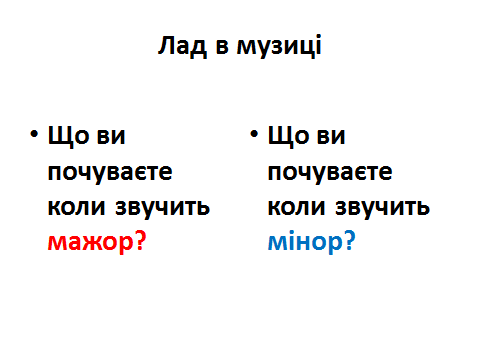 Лад в музиці
• Що ви
почуваєте
коли звучить
мажор?
• Що ви
почуваєте
коли звучить
мінор?